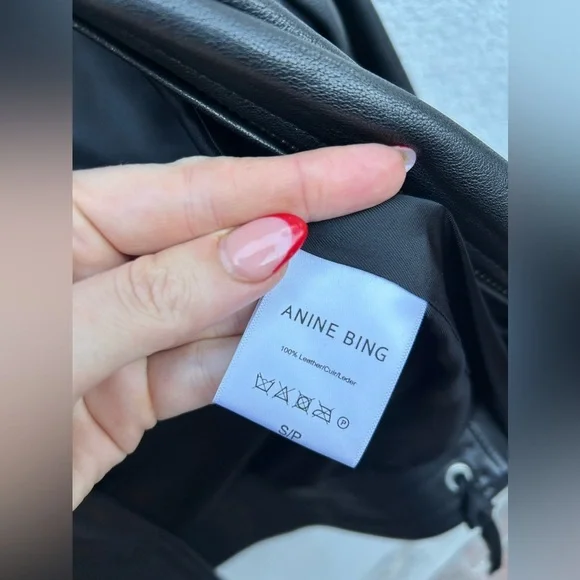 ANINE BING
100% Leather/Cuir/Leder
P
S/P